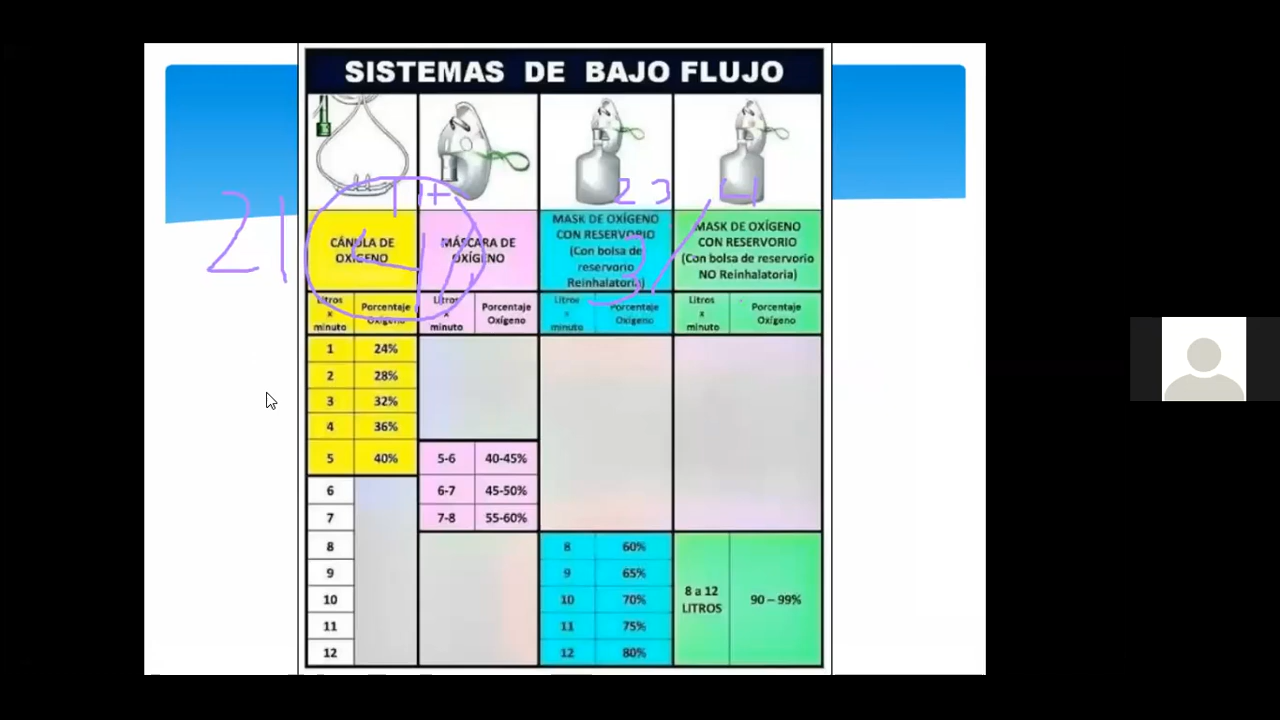 SISTEMAS DE BAJO FLUJO
21
4
23
4
3
CÁNULA DE
OXÍGENO
MÁSCARA DE
OXÍGENO
MASK DE OXÍGENO
CON RESERVORIO
(Con bolsa de
reservorio
Reinhalatoria)
MASK DE OXÍGENO
CON RESERVORIO
(Con bolsa de reservorio
NO Reinhalatoria)
Litros
x
minuto
Porcentaje
Oxígeno
Litros
x
minuto
Porcentaje
Oxígeno
Litros
x
minuto
Porcentaje
Oxígeno
Litros
x
minuto
Porcentaje
Oxígeno
1 24%
2 28%
3 32%
4 36%
5 40% 5-6 40-45%
6 6-7 45-50%
7 7-8 55-60%
8 8 60%
9 9 65%
10 10 70%
11 11 75%
12 12 80%
8 a 12
LITROS
90 – 99%